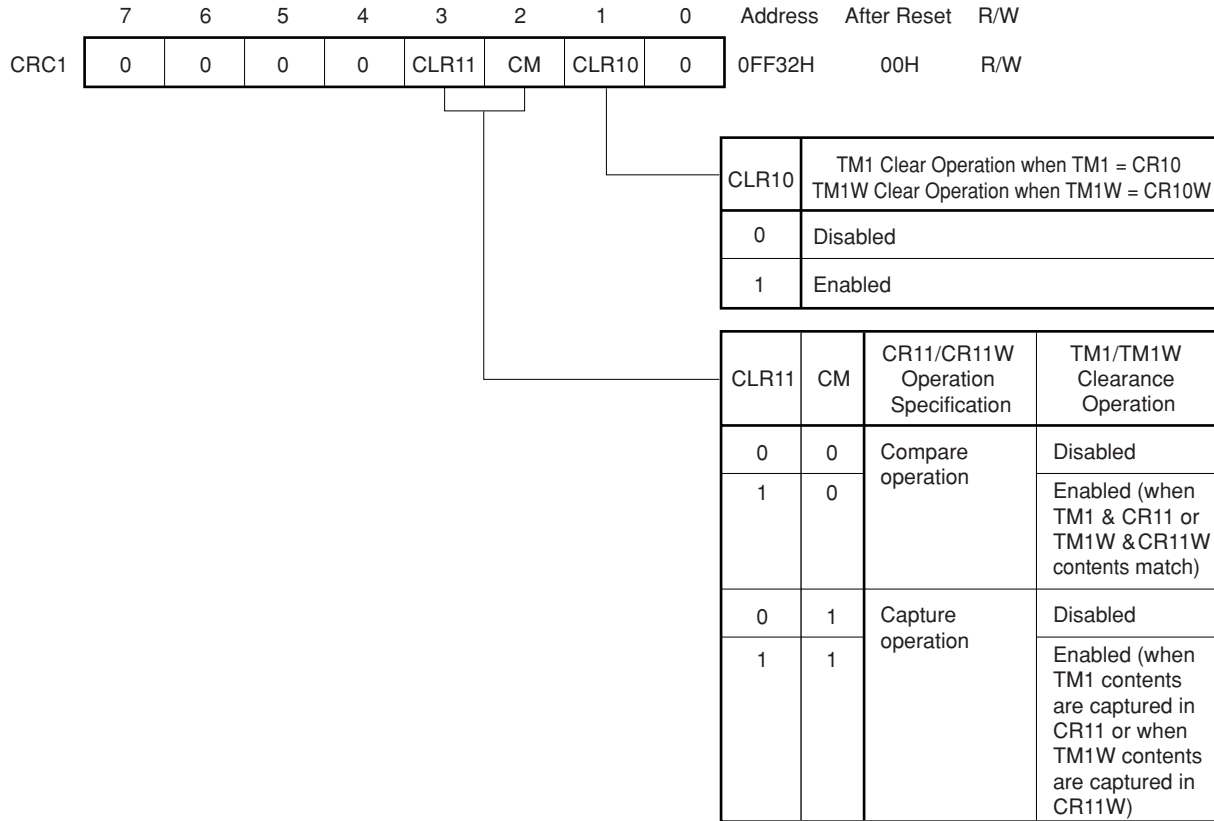 7 6 5 4 3 2 1 0 Address After Reset R/W
CRC1 0 0 0 0 CLR11 CM CLR10 0 0FF32H 00H R/W
CLR10 TM1 Clear Operation when TM1 = CR10
TM1W Clear Operation when TM1W = CR10W
0 Disabled
1 Enabled
CLR11 CM CR11/CR11W
Operation
Specification
TM1/TM1W
Clearance
Operation
0 0 Compare
operation
Disabled
1 0 Enabled (when
TM1 & CR11 or
TM1W &CR11W
contents match)
0 1 Capture
operation
Disabled
1 1 Enabled (when
TM1 contents
are captured in
CR11 or when
TM1W contents
are captured in
CR11W)